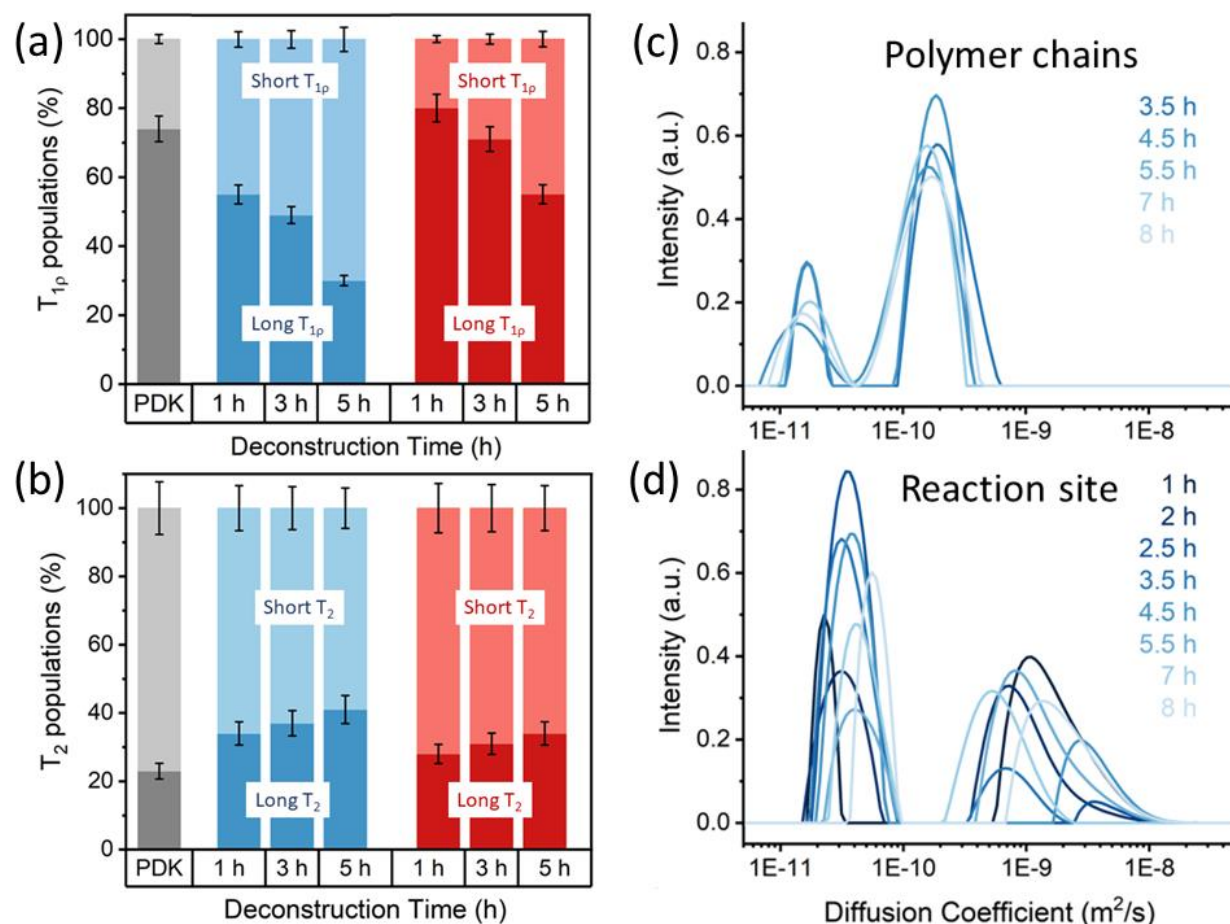 (a)
T1ρ populations (%)
100
80
60
40
20
0
Short T1ρ
Short T1ρ
Long T1ρ
Long T1ρ
PDK 1 h 3 h 5 h 1 h 3 h 5 h
Deconstruction Time (h)
(b)
T2 populations (%)
100
80
60
40
20
0
Short T2
Short T2
Long T2
Long T2
PDK 1 h 3 h 5 h 1 h 3 h 5 h
Deconstruction Time (h)
(c)
Polymer chains
Intensity (a.u.)
0.8
0.6
0.4
0.2
0.0
3.5 h
4.5 h
5.5 h
7 h
8 h
1E-11 1E-10 1E-9 1E-8
(d)
Reaction site
Intensity (a.u.)
0.8
0.6
0.4
0.2
0.0
1 h
2 h
2.5 h
3.5 h
4.5 h
5.5 h
7 h
8 h
1E-11 1E-10 1E-9 1E-8
Diffusion Coefficient (m²/s)